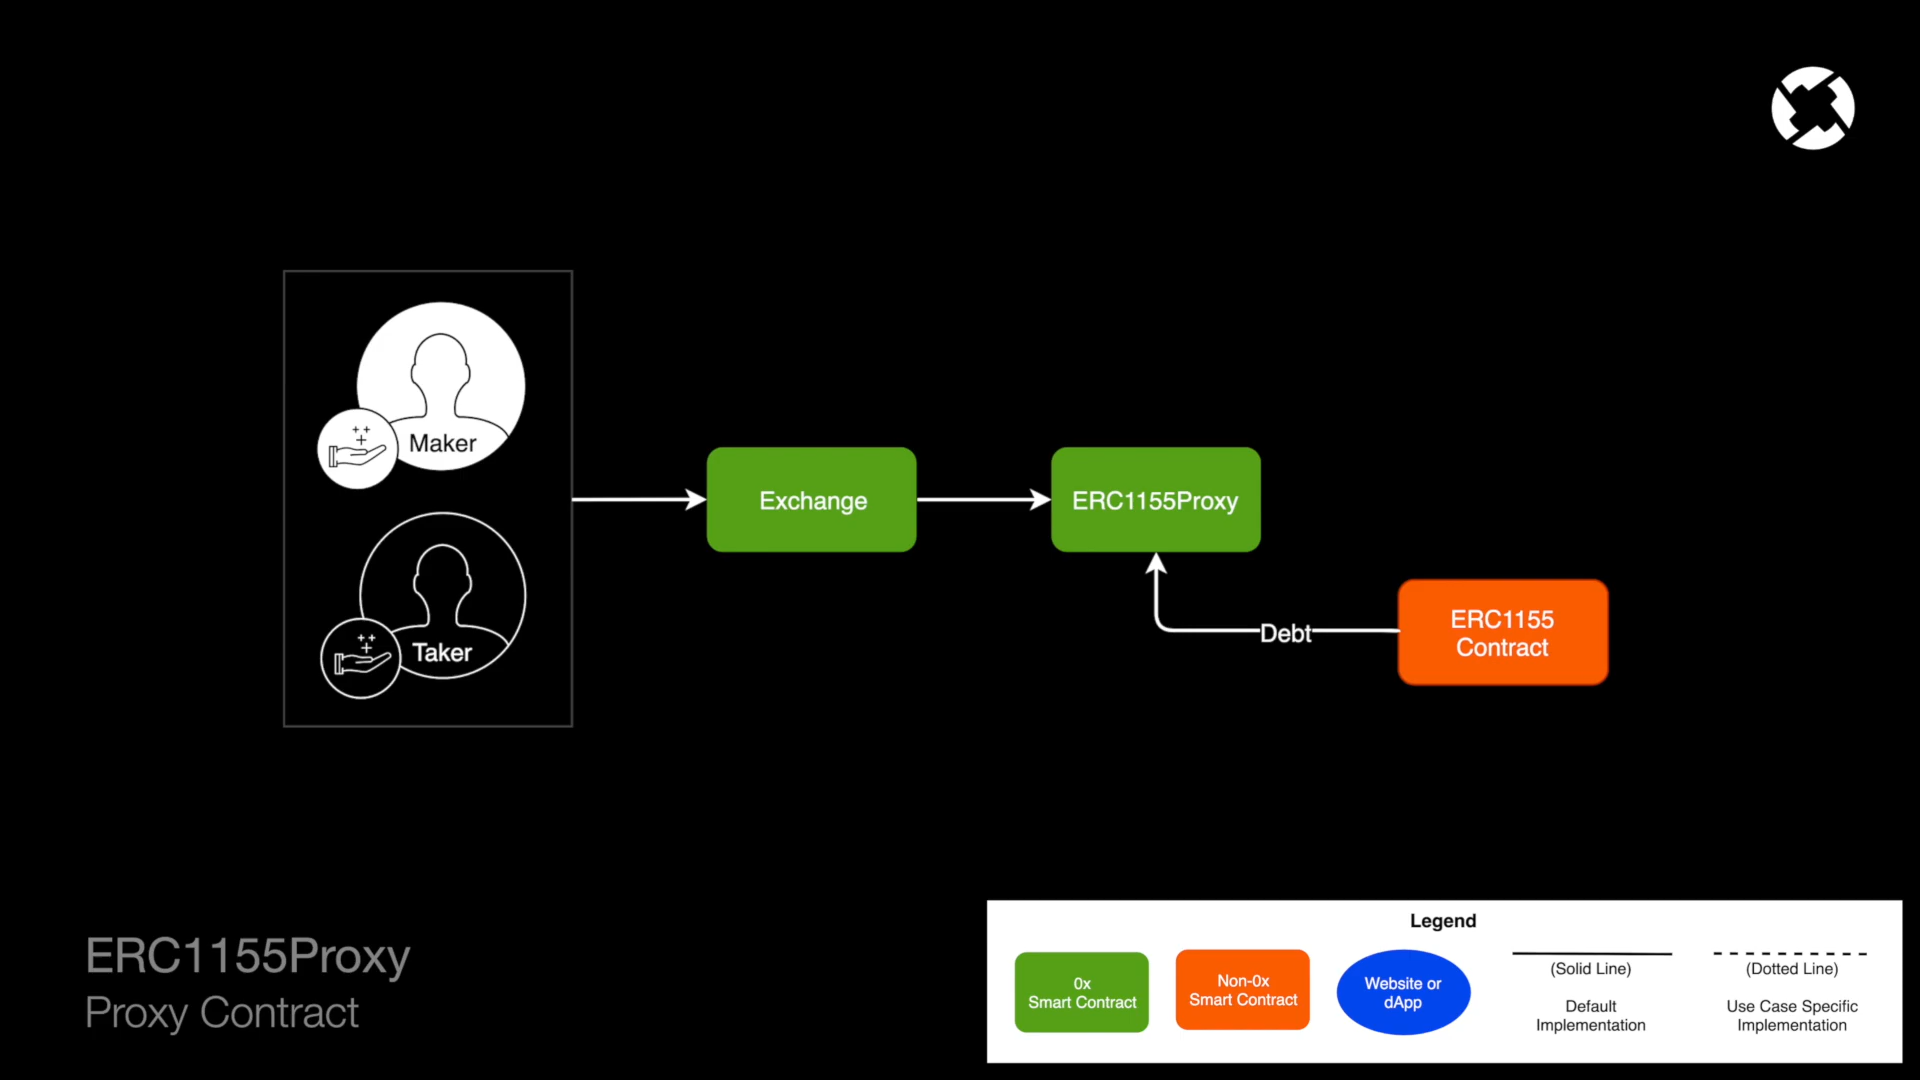 Maker
Taker
Exchange
ERC1155Proxy
Debt
ERC1155
Contract
ERC1155Proxy
Proxy Contract
Legend
0x
Smart Contract
Non-0x
Smart Contract
Website or
dApp
(Solid Line)
Default
Implementation
(Dotted Line)
Use Case Specific
Implementation